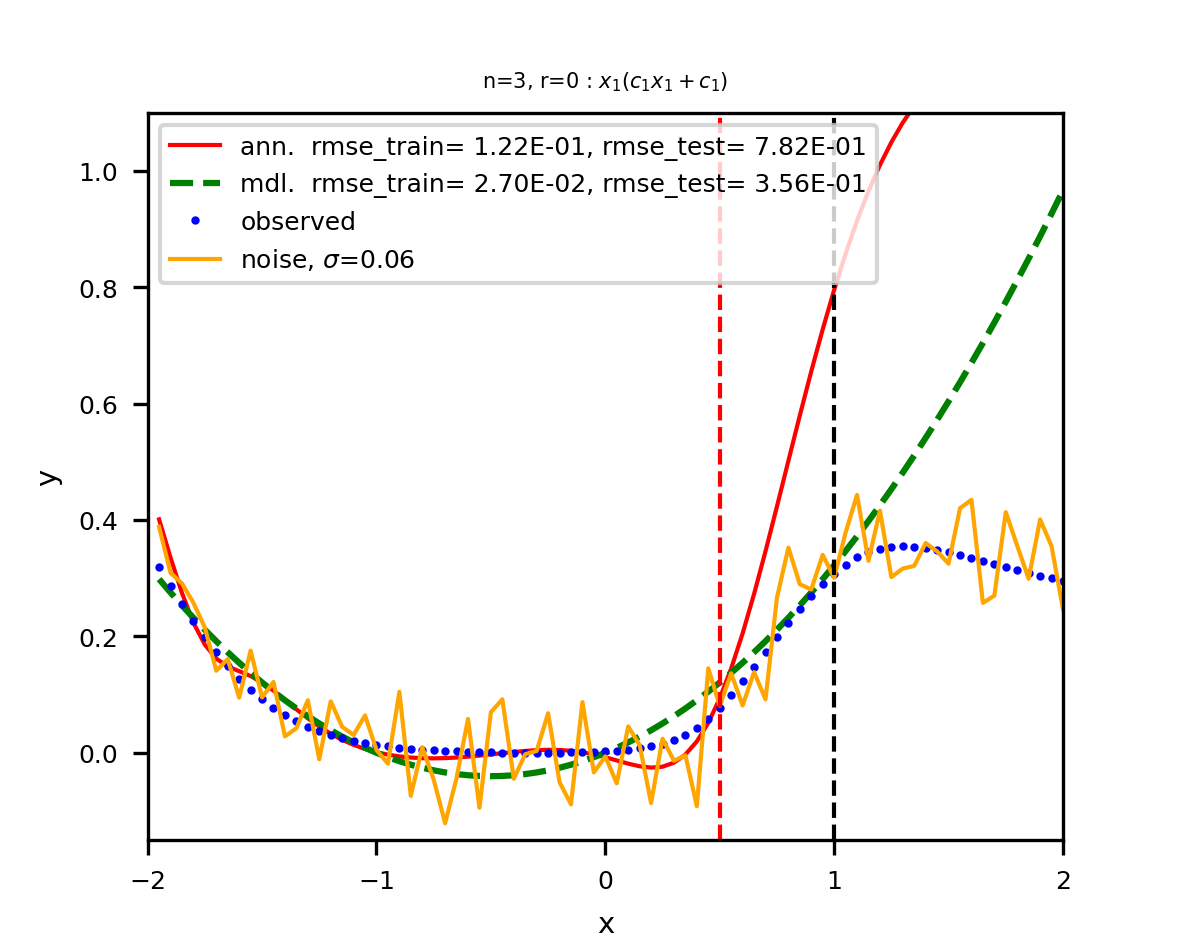 n=3, r=0 : x₁(c₁x₁ + c₁)
ann.  rmse_train= 1.22E-01, rmse_test= 7.82E-01
mdl.  rmse_train= 2.70E-02, rmse_test= 3.56E-01
observed
noise, σ=0.06
1.0
0.8
0.6
0.4
0.2
0.0
y
−2
−1
0
1
2
x